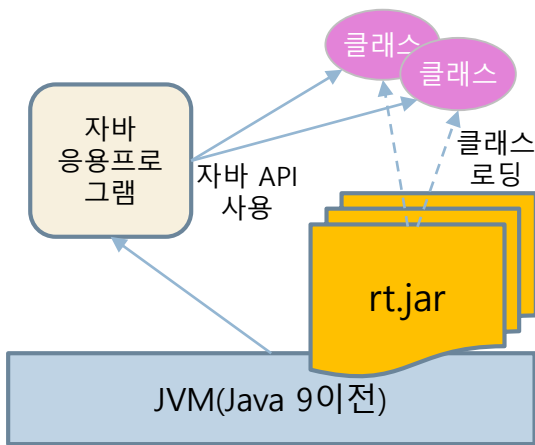 클래스
클래스
자바
응용프로
그램
자바 API
사용
클래스
로딩
rt.jar
JVM(Java 9이전)